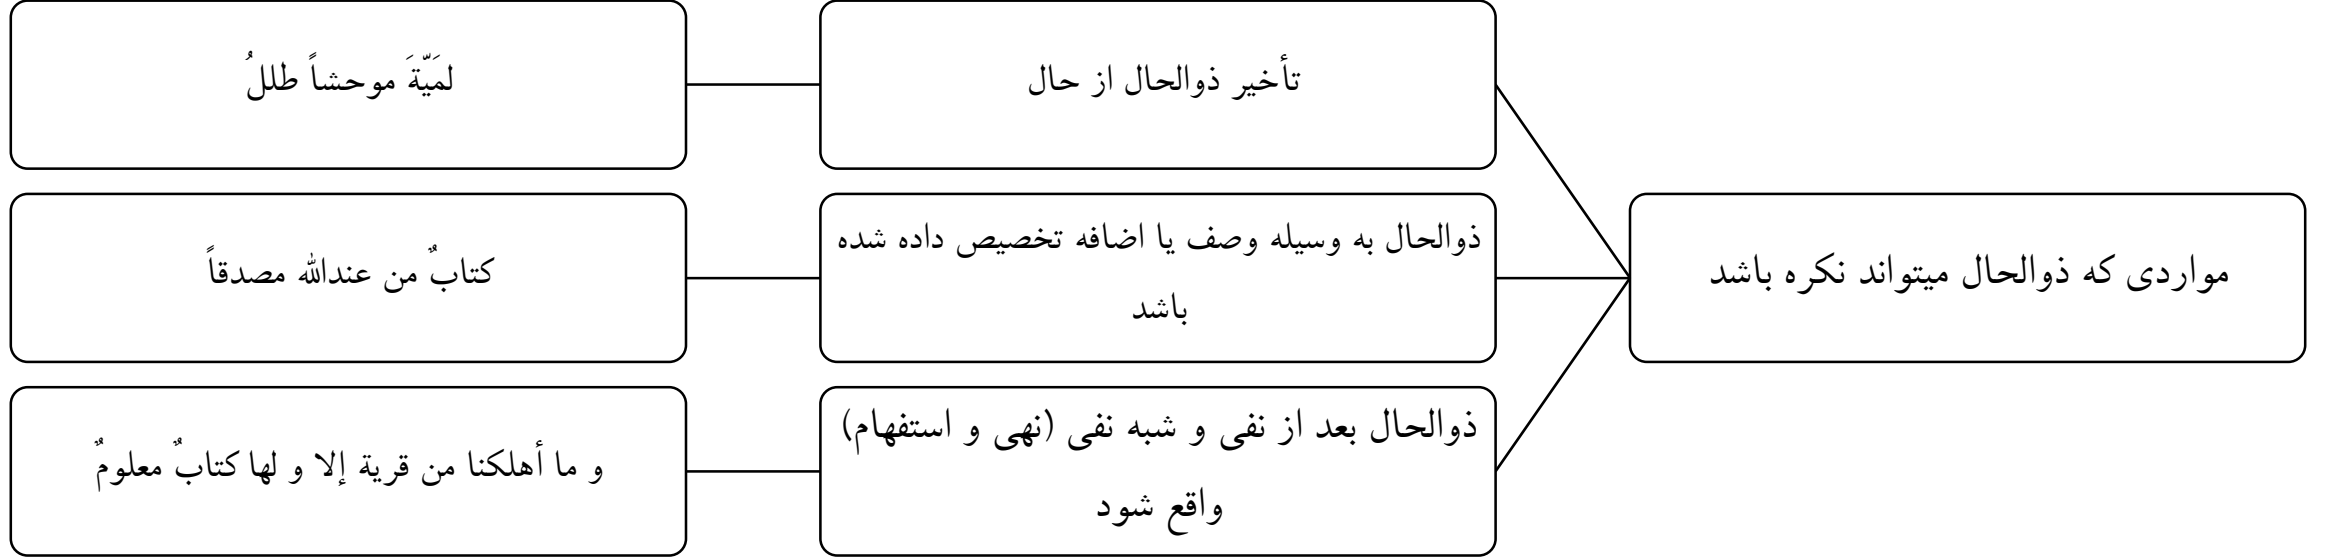 مواردی که ذوالحال میتواند نکره باشد
تأخیر ذوالحال از حال
لمَیّةَ موحشاً طللُ
ذوالحال به وسیله وصف یا اضافه تخصیص داده شده
باشد
کتابٌ من عندالله مصدقاً
ذوالحال بعد از نفی و شبه نفی (نهی و استفهام)
واقع شود
و ما أهلکنا من قریة إلا و لها کتابٌ معلومٌ